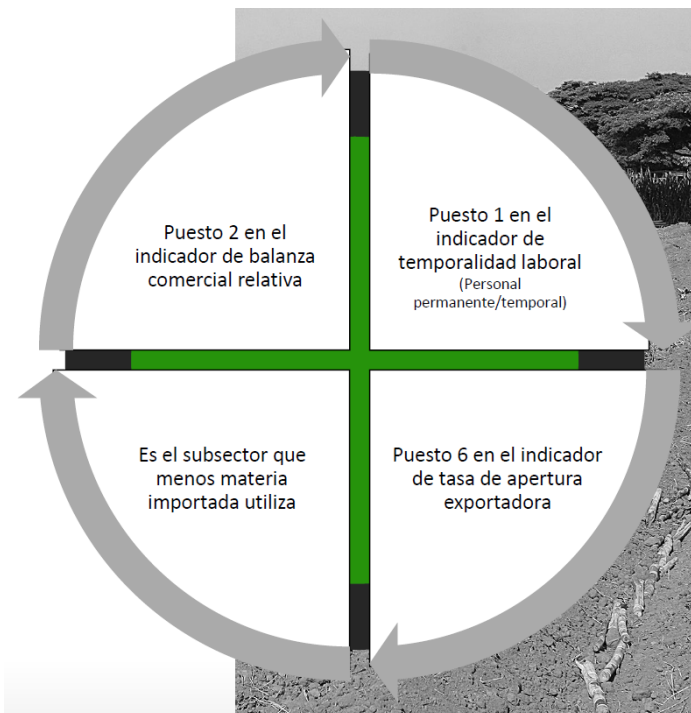 Puesto 2 en el
indicador de balanza
comercial relativa
Puesto 1 en el
indicador de
temporalidad laboral
(Personal
permanente/temporal)
Es el subsector que
menos materia
importada utiliza
Puesto 6 en el indicador
de tasa de apertura
exportadora